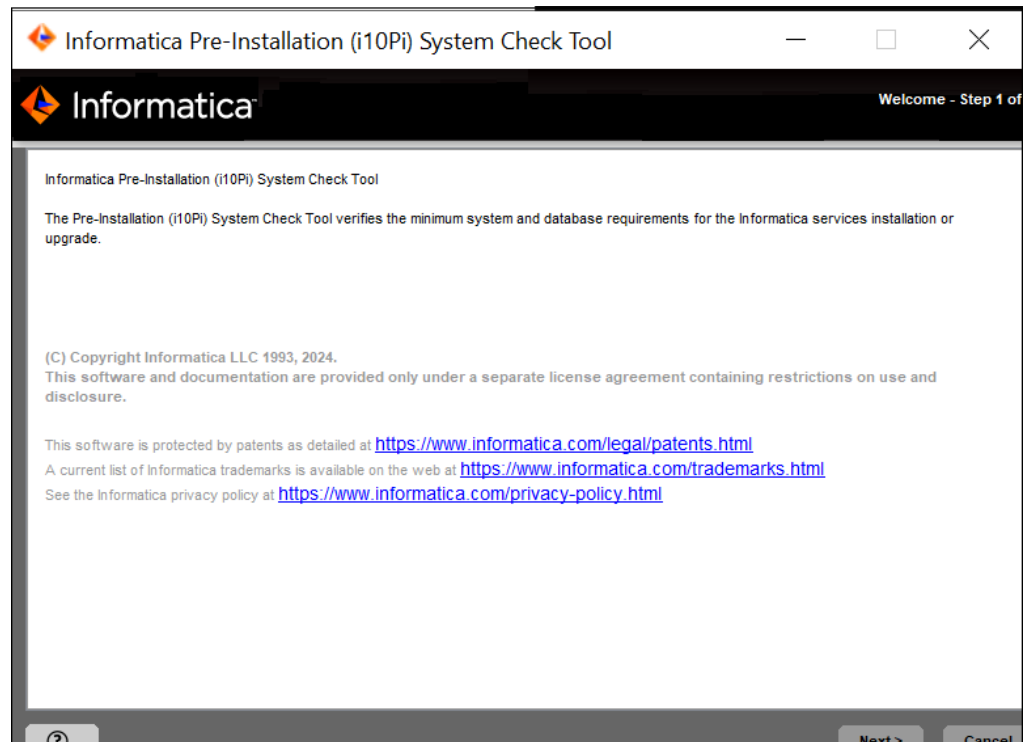 Informatica Pre-Installation (i10Pi) System Check Tool
Informatica
Welcome - Step 1 of
Informatica Pre-Installation (i10Pi) System Check Tool
The Pre-Installation (i10Pi) System Check Tool verifies the minimum system and database requirements for the Informatica services installation or
upgrade.
(C) Copyright Informatica LLC 1993, 2024.
This software and documentation are provided only under a separate license agreement containing restrictions on use and
disclosure.
This software is protected by patents as detailed at https://www.informatica.com/legal/patents.html
A current list of Informatica trademarks is available on the web at https://www.informatica.com/trademarks.html
See the Informatica privacy policy at https://www.informatica.com/privacy-policy.html
? Next > Cancel